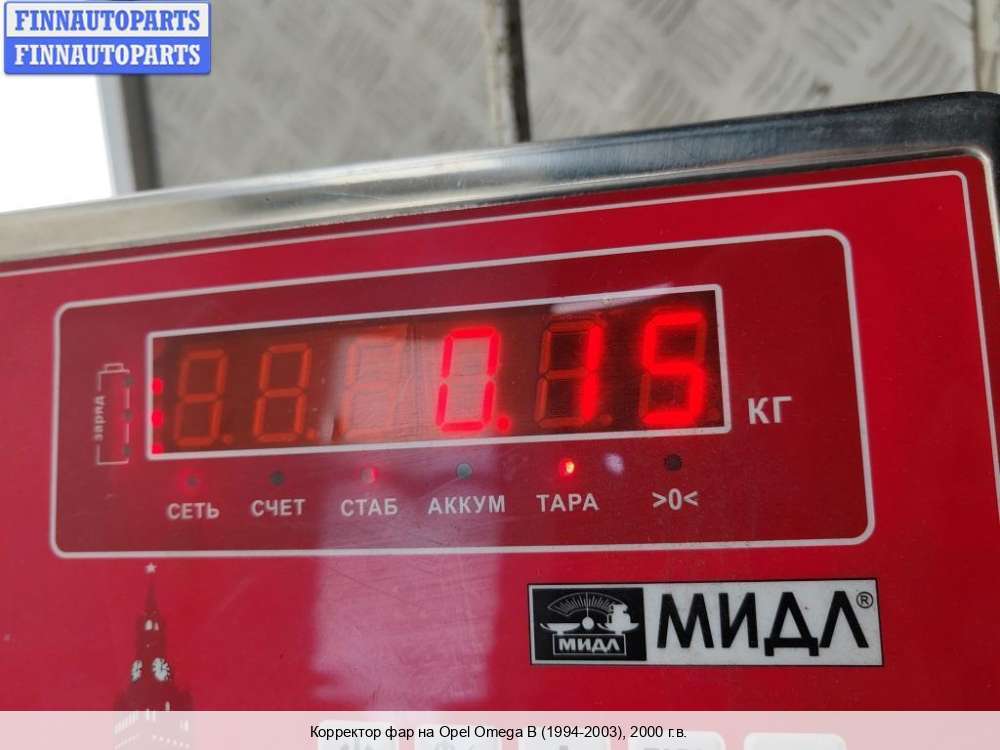 FINNAUTOPARTS
FINNAUTOPARTS
заряд
0.15
КГ
СЕТЬ СЧЕТ СТАБ АККУМ ТАРА >0<
МИДЛ
МИДЛ®
Корректор фар на Opel Omega B (1994-2003), 2000 г.в.